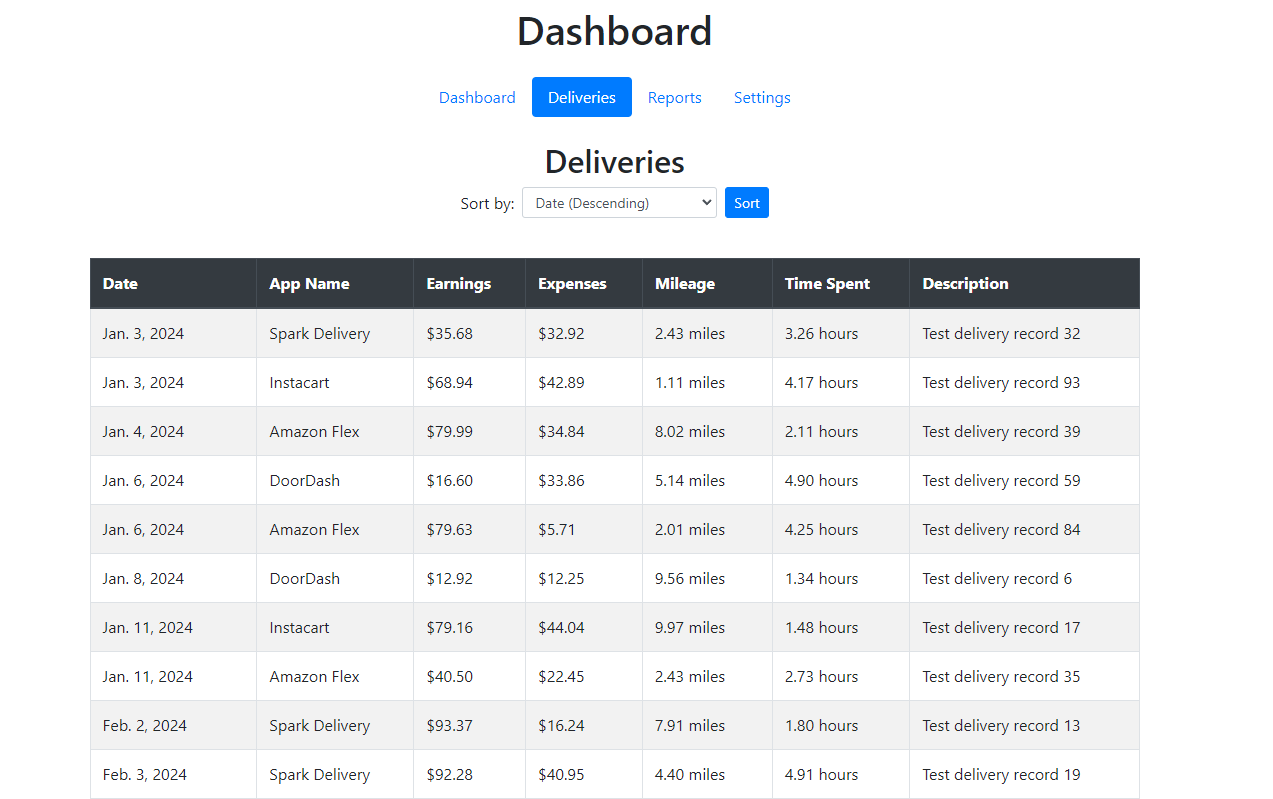 Dashboard
Dashboard Deliveries Reports Settings
Deliveries
Sort by: Date (Descending) Sort
Date App Name Earnings Expenses Mileage Time Spent Description
Jan. 3, 2024 Spark Delivery $35.68 $32.92 2.43 miles 3.26 hours Test delivery record 32
Jan. 3, 2024 Instacart $68.94 $42.89 1.11 miles 4.17 hours Test delivery record 93
Jan. 4, 2024 Amazon Flex $79.99 $34.84 8.02 miles 2.11 hours Test delivery record 39
Jan. 6, 2024 DoorDash $16.60 $33.86 5.14 miles 4.90 hours Test delivery record 59
Jan. 6, 2024 Amazon Flex $79.63 $5.71 2.01 miles 4.25 hours Test delivery record 84
Jan. 8, 2024 DoorDash $12.92 $12.25 9.56 miles 1.34 hours Test delivery record 6
Jan. 11, 2024 Instacart $79.16 $44.04 9.97 miles 1.48 hours Test delivery record 17
Jan. 11, 2024 Amazon Flex $40.50 $22.45 2.43 miles 2.73 hours Test delivery record 35
Feb. 2, 2024 Spark Delivery $93.37 $16.24 7.91 miles 1.80 hours Test delivery record 13
Feb. 3, 2024 Spark Delivery $92.28 $40.95 4.40 miles 4.91 hours Test delivery record 19